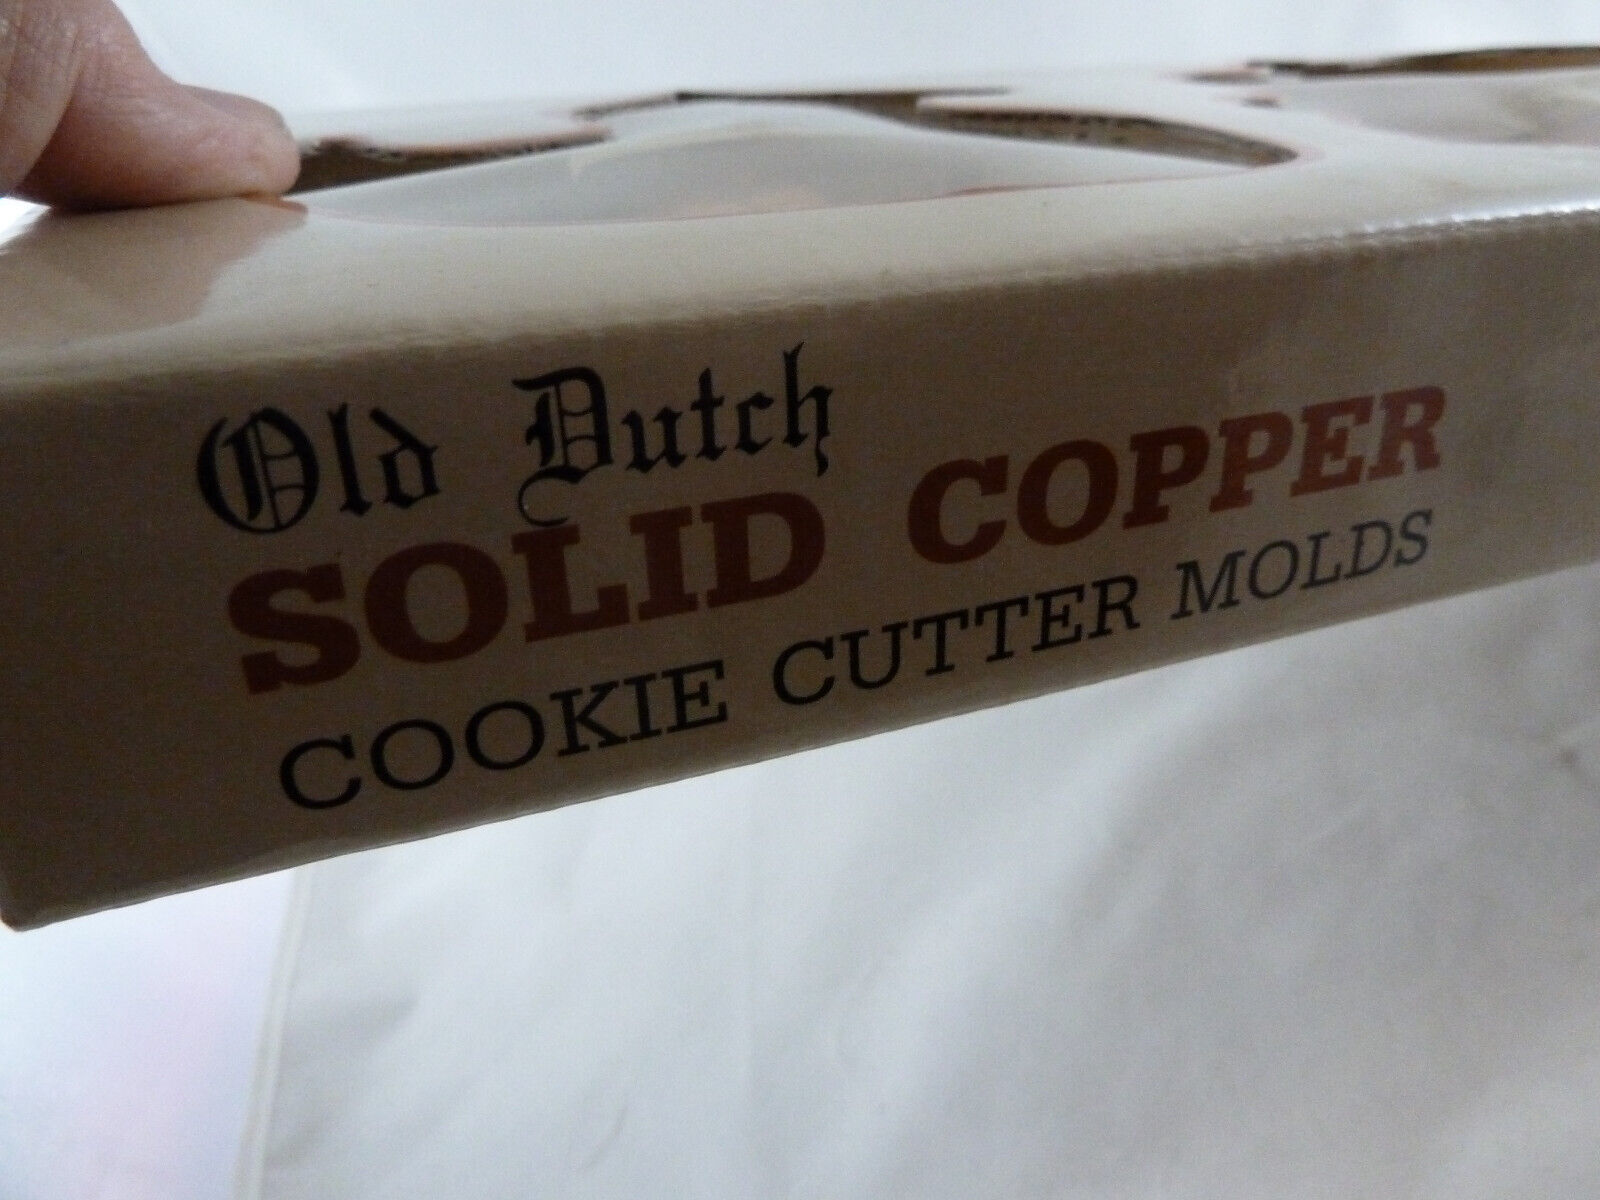 Old Dutch
SOLID COPPER
COOKIE CUTTER MOLDS